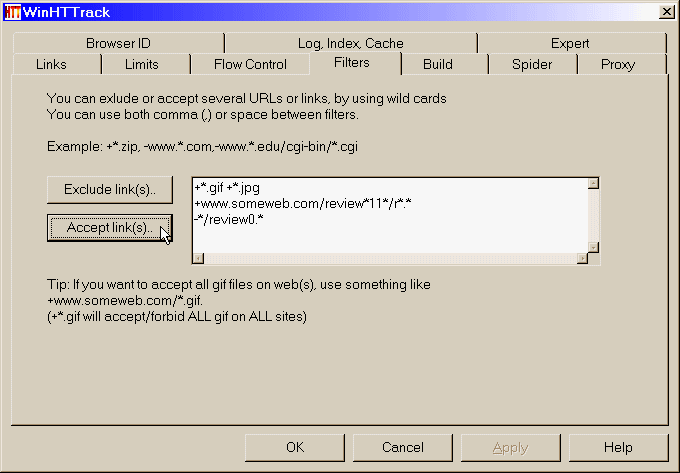 WinHTTrack
Browser ID Log, Index, Cache Expert
Links Limits Flow Control Filters Build Spider Proxy
You can exlude or accept several URLs or links, by using wild cards
You can use both comma (,) or space between filters.
Example: +*.zip, -www.*.com,-www.*.edu/cgi-bin/*.cgi
Exclude link(s)..
Accept link(s)..
+*.gif +*.jpg
+www.someweb.com/review*11*/r*.*
-*/review0.*
Tip: If you want to accept all gif files on web(s), use something like
+www.someweb.com/*.gif.
(+*.gif will accept/forbid ALL gif on ALL sites)
OK Cancel Apply Help